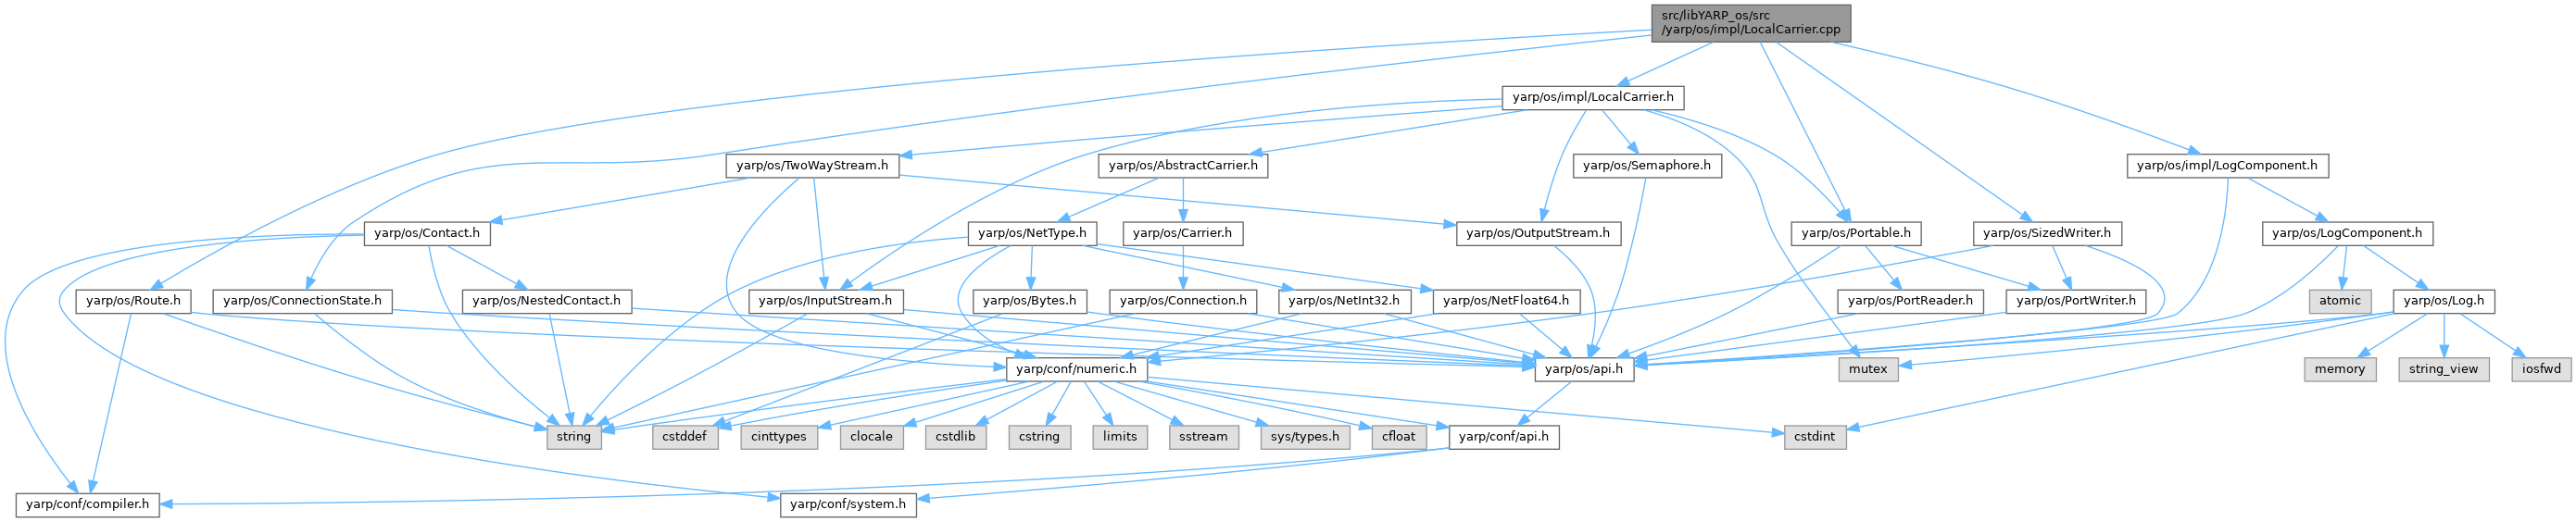 src/libYARP_os/src
/yarp/os/impl/LocalCarrier.cpp
yarp/os/impl/LocalCarrier.h
yarp/os/TwoWayStream.h
yarp/os/AbstractCarrier.h
yarp/os/Semaphore.h
yarp/os/impl/LogComponent.h
yarp/os/Contact.h
yarp/os/NetType.h
yarp/os/Carrier.h
yarp/os/OutputStream.h
yarp/os/Portable.h
yarp/os/SizedWriter.h
yarp/os/LogComponent.h
yarp/os/Route.h
yarp/os/ConnectionState.h
yarp/os/NestedContact.h
yarp/os/InputStream.h
yarp/os/Bytes.h
yarp/os/Connection.h
yarp/os/NetInt32.h
yarp/os/NetFloat64.h
yarp/os/PortReader.h
yarp/os/PortWriter.h
atomic
yarp/os/Log.h
yarp/conf/numeric.h
yarp/os/api.h
mutex
memory
string_view
iosfwd
string
cstddef
cinttypes
clocale
cstdlib
cstring
limits
sstream
sys/types.h
cfloat
yarp/conf/api.h
cstdint
yarp/conf/compiler.h
yarp/conf/system.h